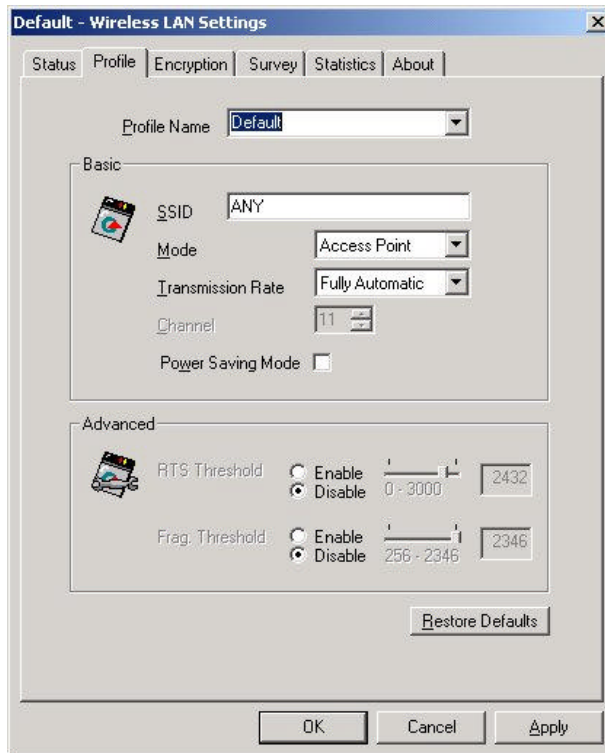 Default - Wireless LAN Settings
Status Profile Encryption Survey Statistics About
Profile Name Default
Basic
SSID ANY
Mode Access Point
Transmission Rate Fully Automatic
Channel 11
Power Saving Mode
Advanced
RTS Threshold Enable 2432
Disable 0 - 3000
Frag. Threshold Enable 2346
Disable 256 - 2346
Restore Defaults
OK Cancel Apply